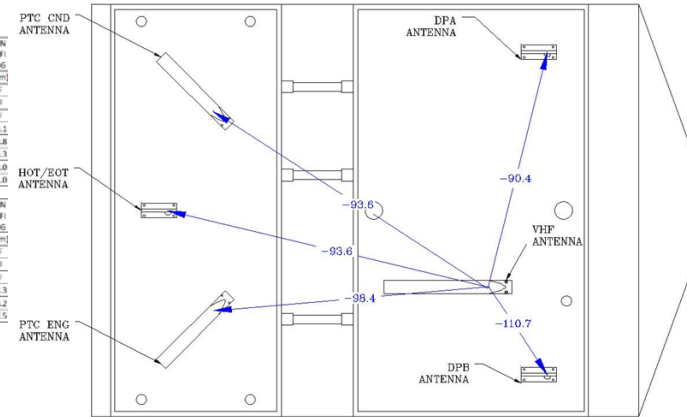 PTC CND
ANTENNA
DPA
ANTENNA
-90.4
HOT/EOT
ANTENNA
-93.6
-93.6
VHF
ANTENNA
-98.4
-110.7
PTC ENG
ANTENNA
DPB
ANTENNA